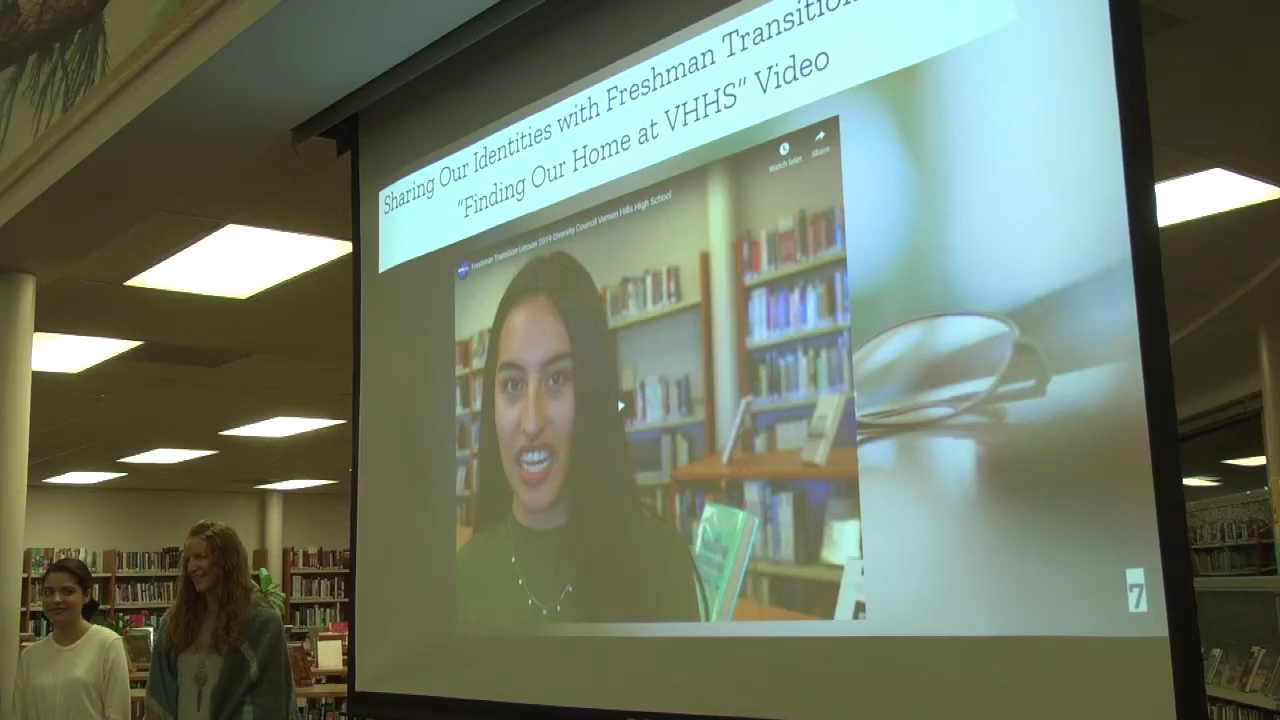 Sharing Our Identities with Freshman Transition
"Finding Our Home at VHHS" Video
Freshman Transition Lesson 2019 Diversity Council Vernon Hills High School
Watch later
Share
7